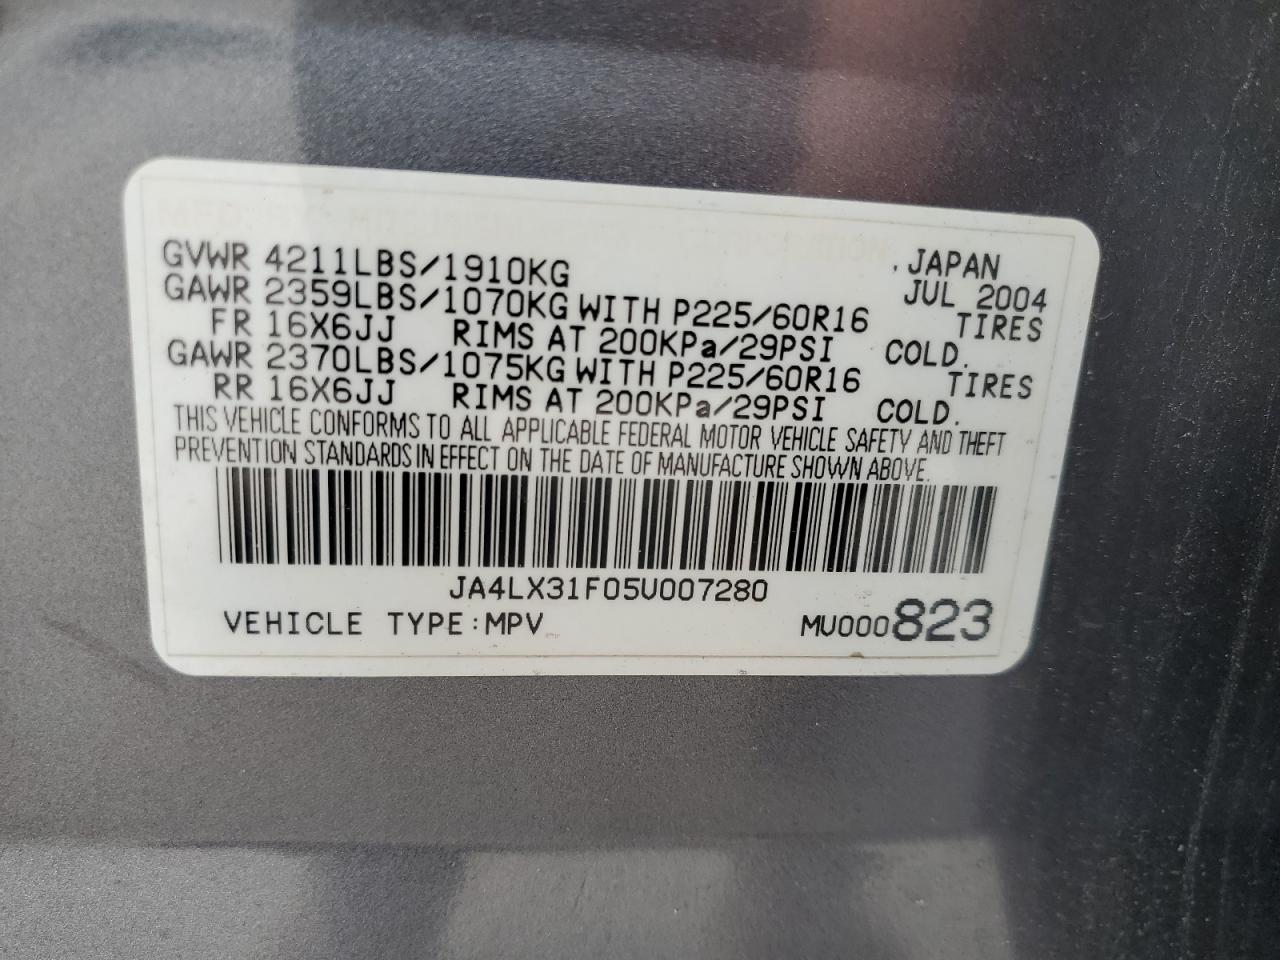 GVWR 4211LBS/1910KG . JAPAN
GAWR 2359LBS/1070KG WITH P225/60R16 JUL 2004 TIRES
FR 16X6JJ RIMS AT 200KPa/29PSI COLD.
GAWR 2370LBS/1075KG WITH P225/60R16 TIRES
RR 16X6JJ RIMS AT 200KPa/29PSI COLD.
THIS VEHICLE CONFORMS TO ALL APPLICABLE FEDERAL MOTOR VEHICLE SAFETY AND THEFT
PREVENTION STANDARDS IN EFFECT ON THE DATE OF MANUFACTURE SHOWN ABOVE.
JA4LX31F05U007280
VEHICLE TYPE:MPV MU000823